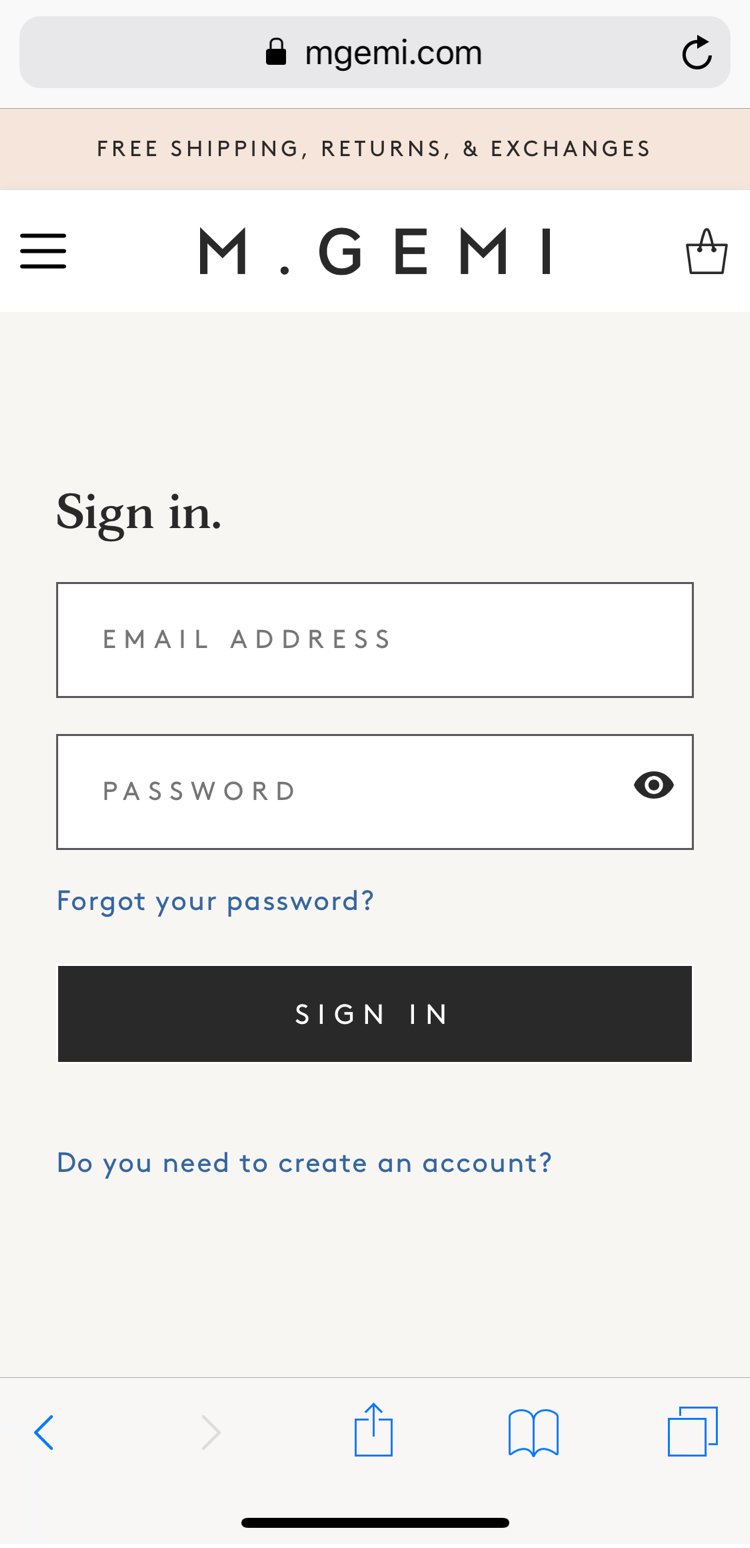 mgemi.com
FREE SHIPPING, RETURNS, & EXCHANGES
M.GEMI
Sign in.
EMAIL ADDRESS
PASSWORD
Forgot your password?
SIGN IN
Do you need to create an account?